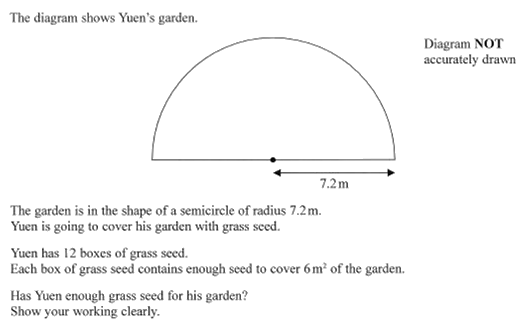 The diagram shows Yuen's garden.
Diagram NOT
accurately drawn
7.2 m
The garden is in the shape of a semicircle of radius 7.2 m.
Yuen is going to cover his garden with grass seed.
Yuen has 12 boxes of grass seed.
Each box of grass seed contains enough seed to cover 6 m² of the garden.
Has Yuen enough grass seed for his garden?
Show your working clearly.